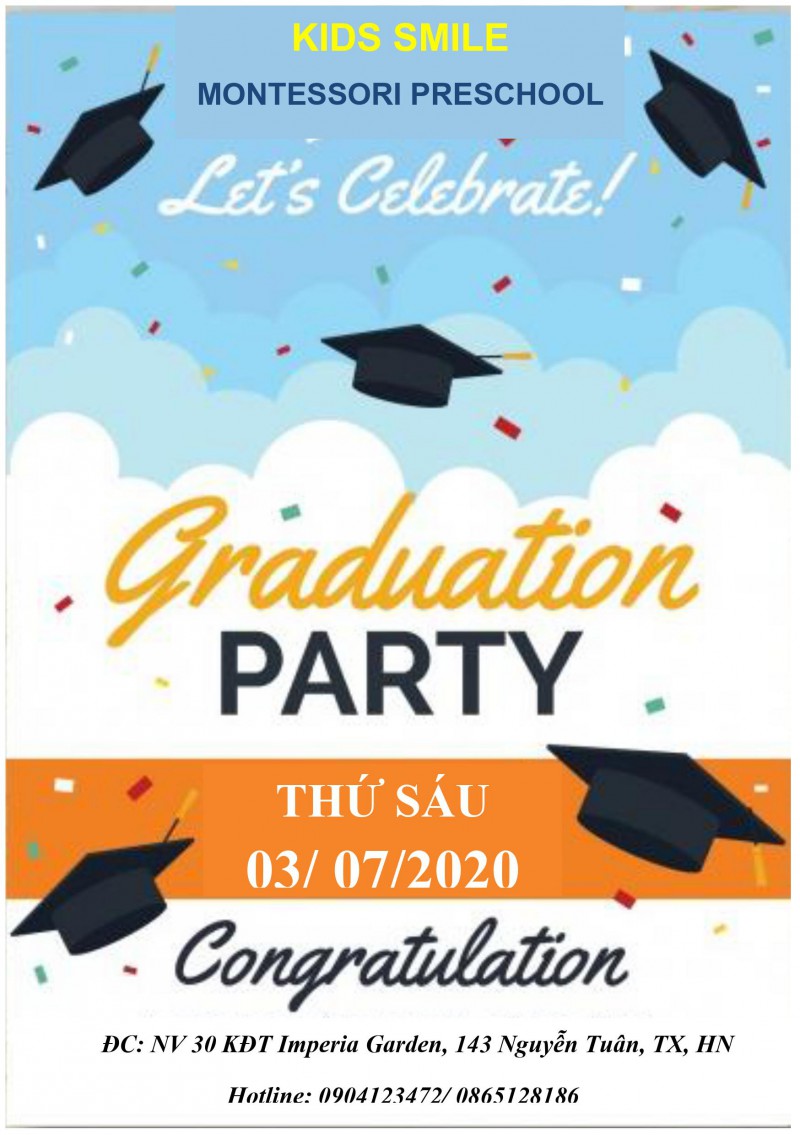 KIDS SMILE
MONTESSORI PRESCHOOL
Let's Celebrate!
Graduation
PARTY
THỨ SÁU
03/ 07/2020
Congratulation
ĐC: NV 30 KĐT Imperia Garden, 143 Nguyễn Tuân, TX, HN
Hotline: 0904123472/ 0865128186